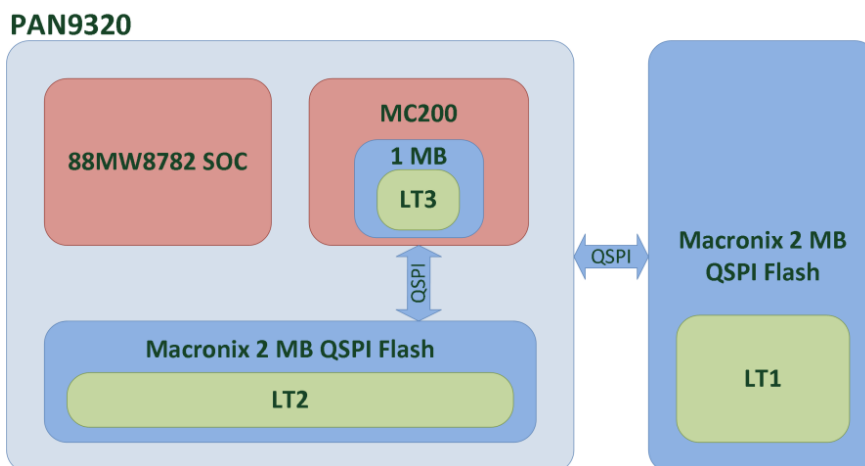 PAN9320
88MW8782 SOC
MC200
1 MB
LT3
QSPI
Macronix 2 MB QSPI Flash
LT2
QSPI
Macronix 2 MB
QSPI Flash
LT1